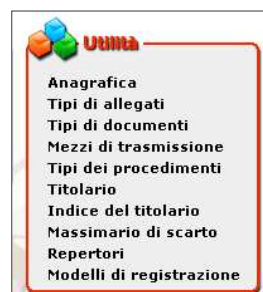 Utilità
Anagrafica
Tipi di allegati
Tipi di documenti
Mezzi di trasmissione
Tipi dei procedimenti
Titolario
Indice del titolario
Massimario di scarto
Repertori
Modelli di registrazione